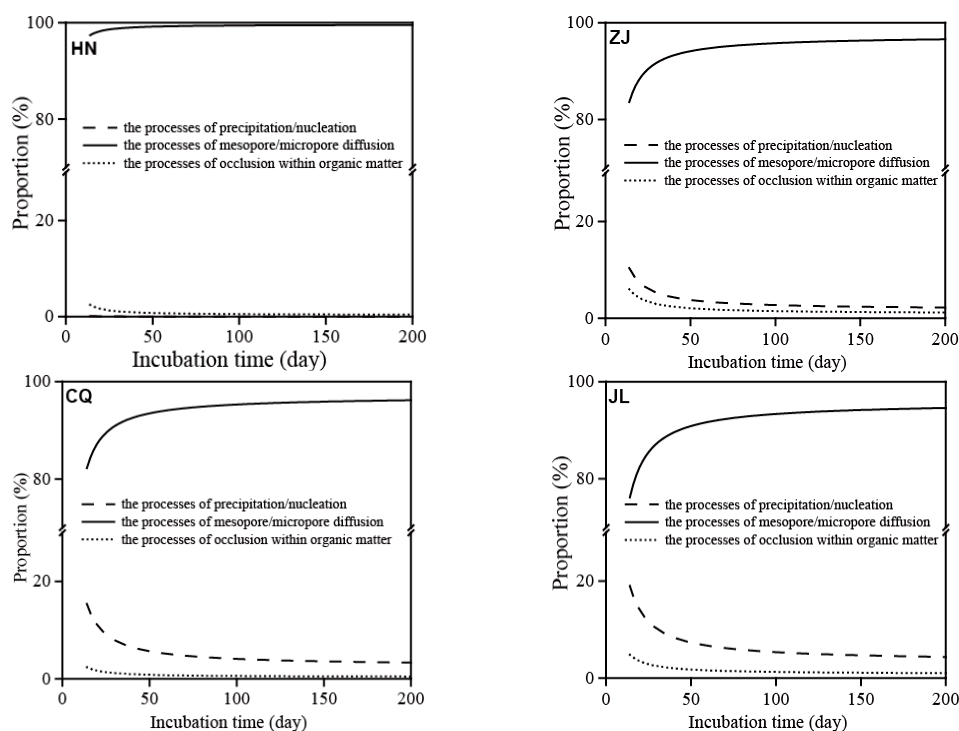 100
HN
80
20
0
Proportion (%)
the processes of precipitation/nucleation
the processes of mesopore/micropore diffusion
the processes of occlusion within organic matter
0 50 100 150 200
Incubation time (day)
100
ZJ
80
20
0
Proportion (%)
the processes of precipitation/nucleation
the processes of mesopore/micropore diffusion
the processes of occlusion within organic matter
0 50 100 150 200
Incubation time (day)
100
CQ
80
20
0
Proportion (%)
the processes of precipitation/nucleation
the processes of mesopore/micropore diffusion
the processes of occlusion within organic matter
0 50 100 150 200
Incubation time (day)
100
JL
80
20
0
Proportion (%)
the processes of precipitation/nucleation
the processes of mesopore/micropore diffusion
the processes of occlusion within organic matter
0 50 100 150 200
Incubation time (day)